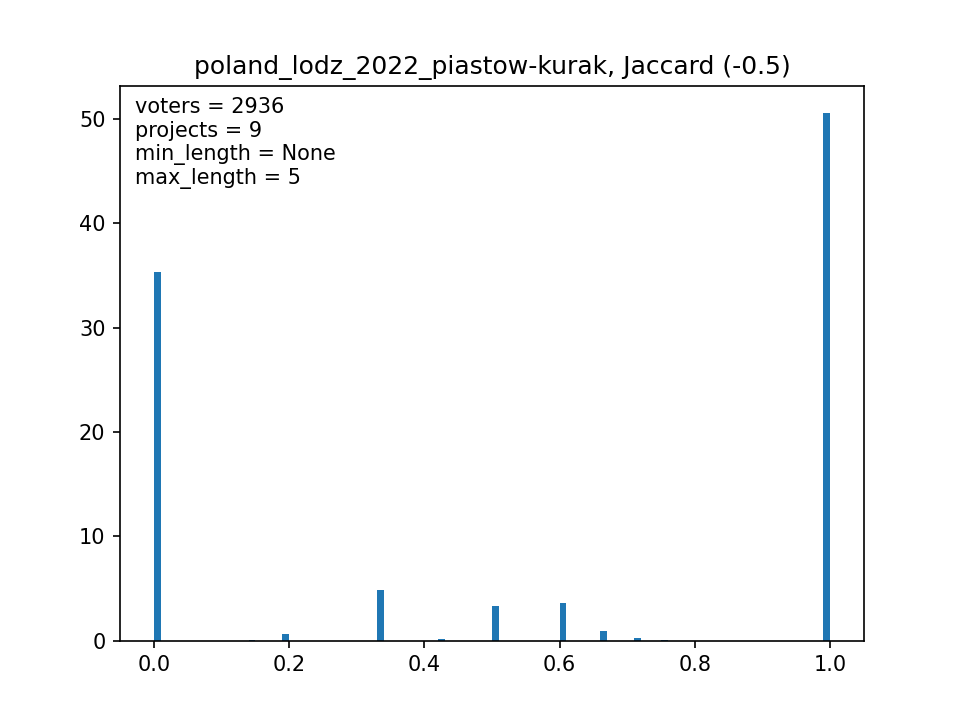 poland_lodz_2022_piastow-kurak, Jaccard (-0.5)
voters = 2936
projects = 9
min_length = None
max_length = 5
50
40
30
20
10
0
0.0 0.2 0.4 0.6 0.8 1.0